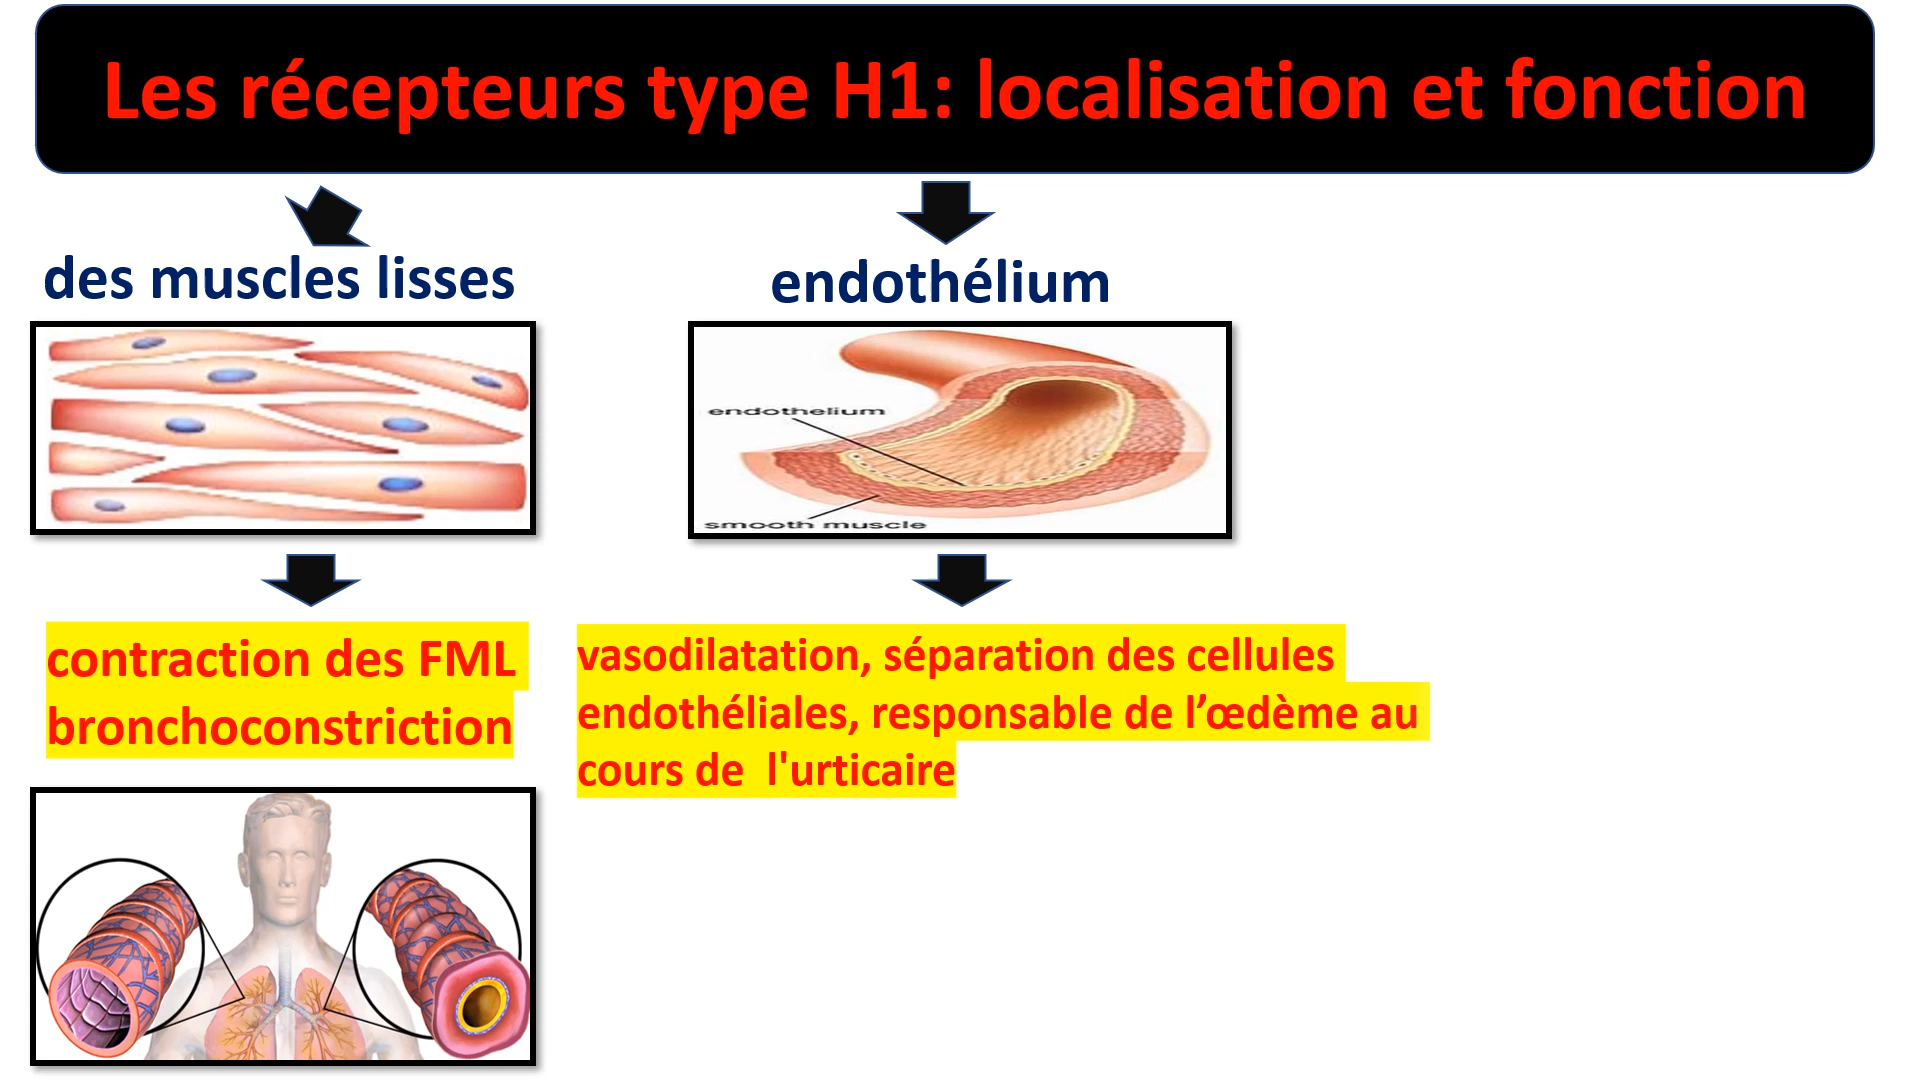 Les récepteurs type H1: localisation et fonction
des muscles lisses
endothélium
endothelium
smooth muscle
contraction des FML
bronchoconstriction
vasodilatation, séparation des cellules
endothéliales, responsable de l’œdème au
cours de  l'urticaire